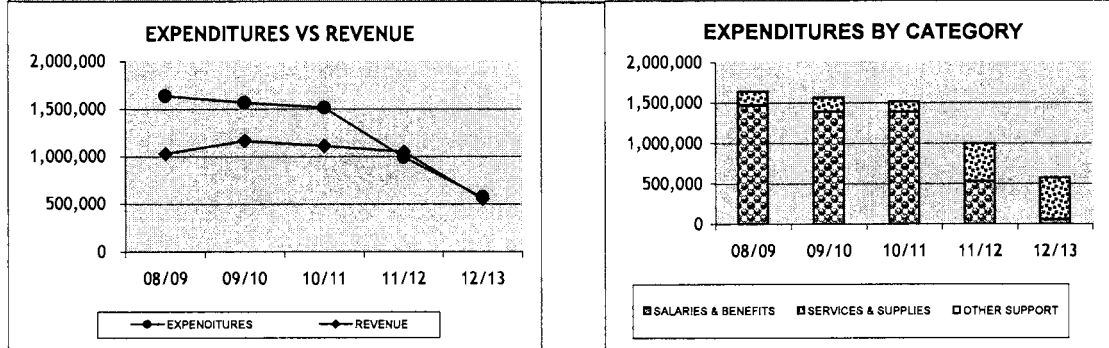 EXPENDITURES VS REVENUE
2,000,000
1,500,000
1,000,000
500,000
0
08/09 09/10 10/11 11/12 12/13
EXPENDITURES REVENUE
EXPENDITURES BY CATEGORY
2,000,000
1,500,000
1,000,000
500,000
0
08/09 09/10 10/11 11/12 12/13
SALARIES & BENEFITS SERVICES & SUPPLIES OTHER SUPPORT